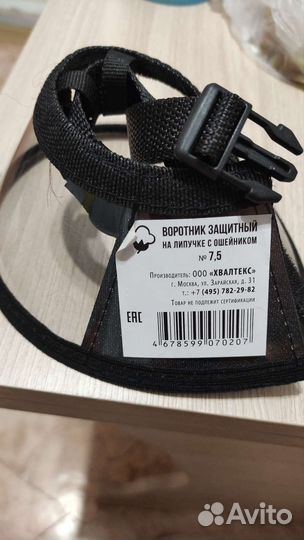 ВОРОТНИК ЗАЩИТНЫЙ
НА ЛИПУЧКЕ С ОШЕЙНИКОМ
№ 7,5
Производитель: ООО «ХВАЛТЕКС»
г. Москва, ул. Зарайская, д. 31
т.: +7 (495) 782-29-82
Товар не подлежит сертификации
EAC
4 678599 070207
Avito